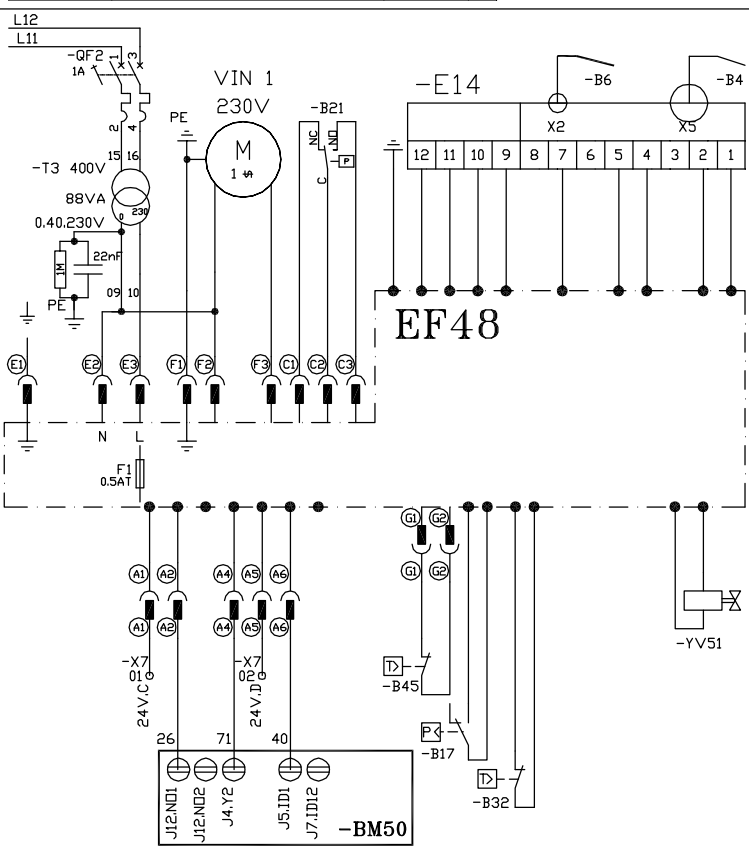 L12
L11
-QF2
1A
1 3
2 4
15 16
-T3 400V
88VA
0 230
0.40.230V
1M
22nF
PE
09 10
VIN 1
230V
PE
M
1
-B21
NC
NO
C
P
-E14
-B6
-B4
X2
X5
12 11 10 9 8 7 6 5 4 3 2 1
EF48
E1 E2 E3 F1 F2 F3 C1 C2 C3
N L
F1
0.5AT
A1 A2 A4 A5 A6
A1 A2 A4 A5 A6
G1 G2
G1 G2
-X7
01
24V.C
-X7
02
24V.D
T>
-B45
P<
-B17
T>
-B32
-YV51
26 71 40
J12.NO1
J12.NO2
J4.Y2
J5.ID1
J7.ID12
-BM50